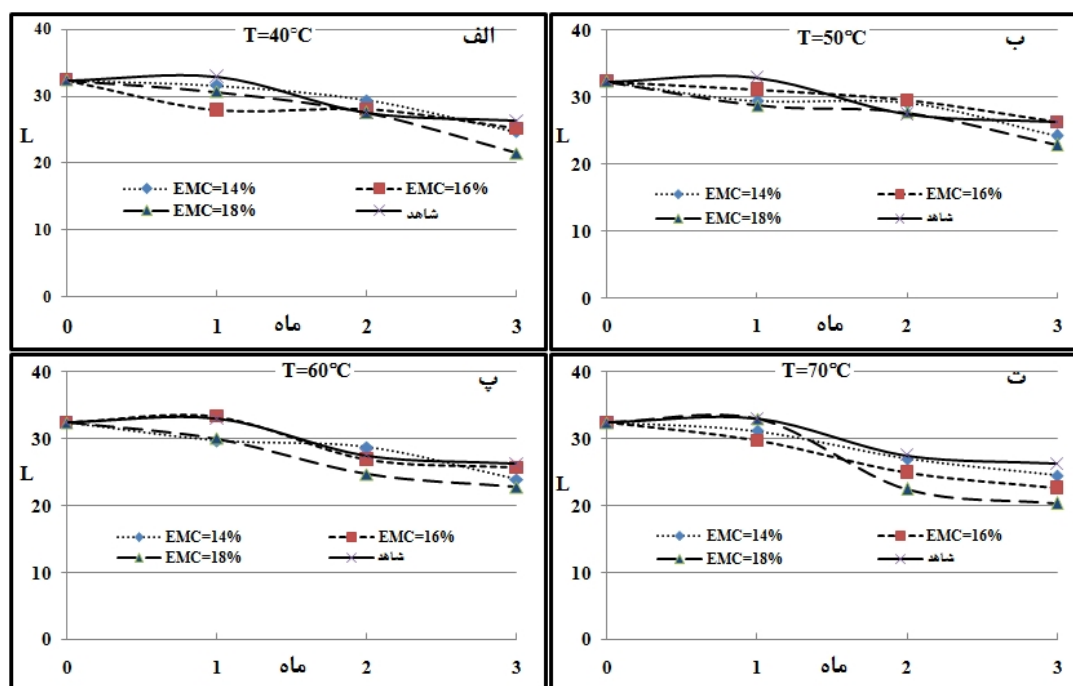 T=40°C
الف
40
30
L
20
10
0
EMC=14%
EMC=16%
EMC=18%
شاهد
0 1 ماه 2 3
T=50℃
ب
40
30
L
20
10
0
EMC=14%
EMC=16%
EMC=18%
شاهد
0 1 ماه 2 3
T=60℃
پ
40
30
L
20
10
0
EMC=14%
EMC=16%
EMC=18%
شاهد
0 1 ماه 2 3
T=70℃
ت
40
30
L
20
10
0
EMC=14%
EMC=16%
EMC=18%
شاهد
0 1 ماه 2 3